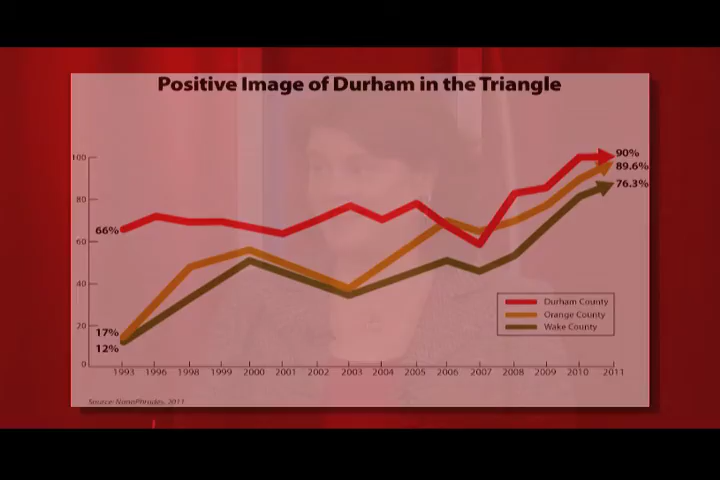 Positive Image of Durham in the Triangle
100
80
60
40
20
0
66%
17%
12%
90%
89.6%
76.3%
Durham County
Orange County
Wake County
1993 1996 1998 1999 2000 2001 2002 2003 2004 2005 2006 2007 2008 2009 2010 2011
Source: 2011